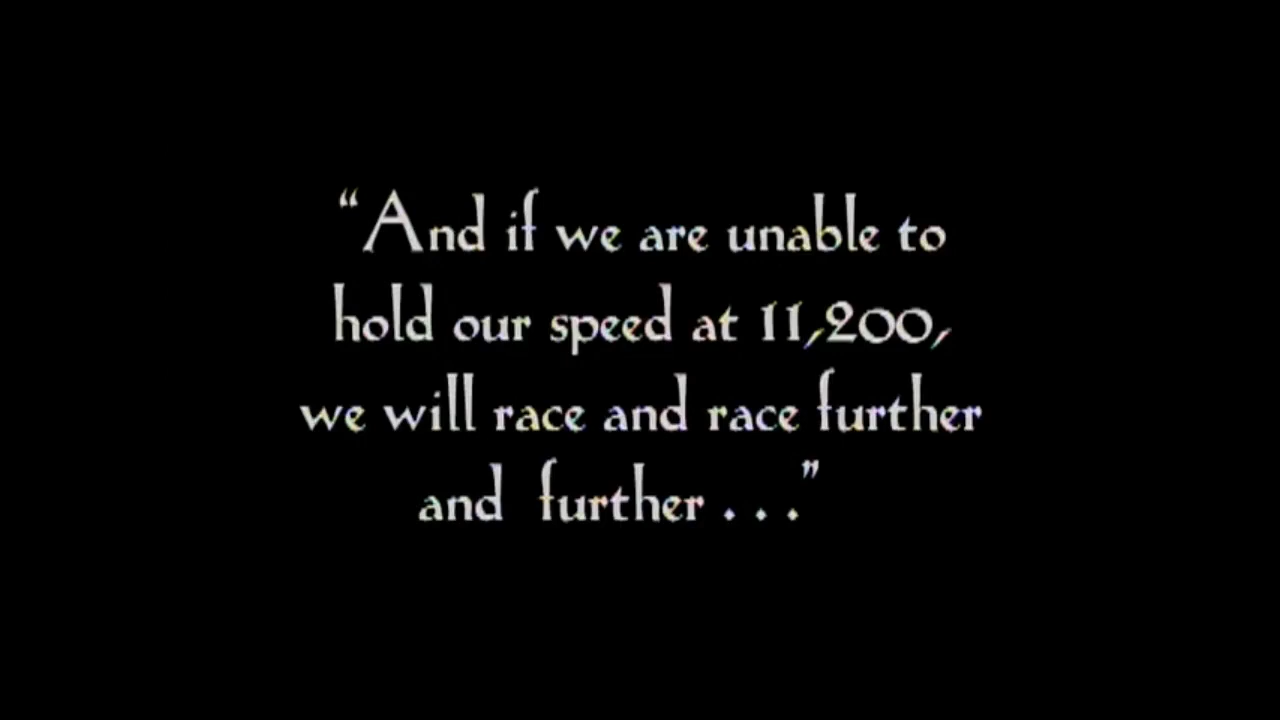 “And if we are unable to
hold our speed at 11,200,
we will race and race further
and further . . .”